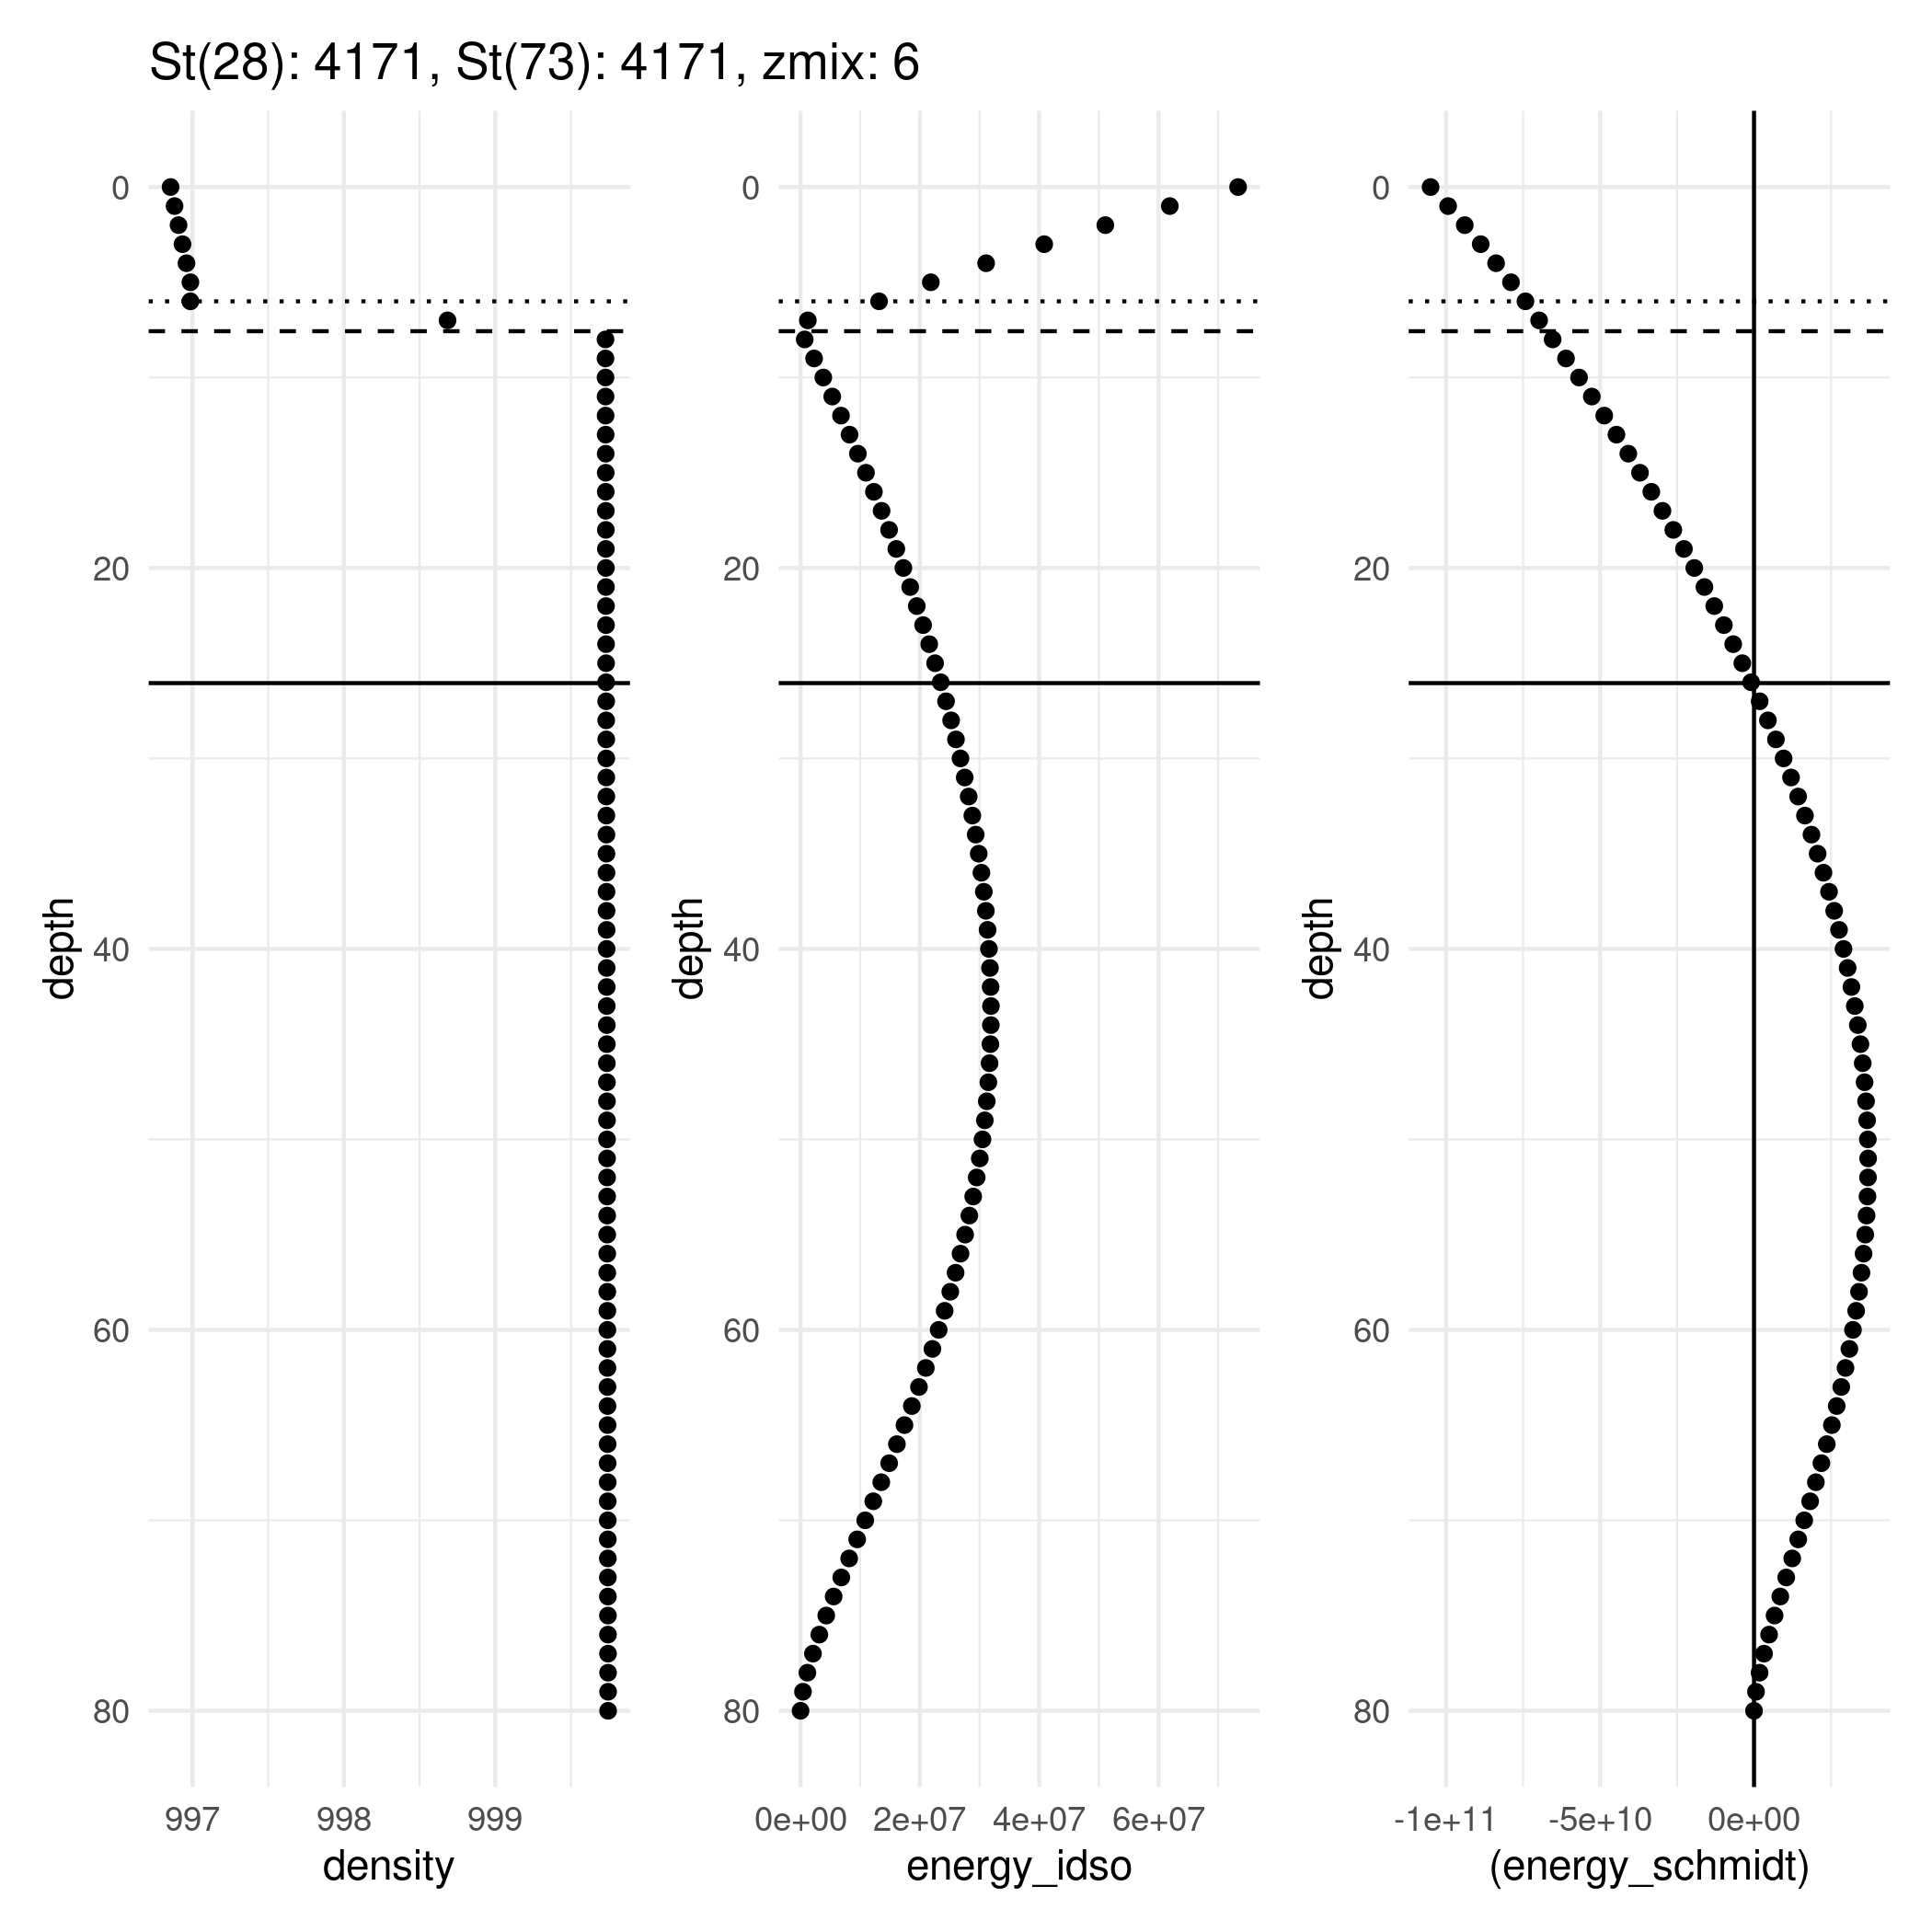 St(28): 4171, St(73): 4171, zmix: 6
0
20
40
60
80
depth
997 998 999
density
0
20
40
60
80
depth
0e+00 2e+07 4e+07 6e+07
energy_idso
0
20
40
60
80
depth
-1e+11 -5e+10 0e+00
(energy_schmidt)